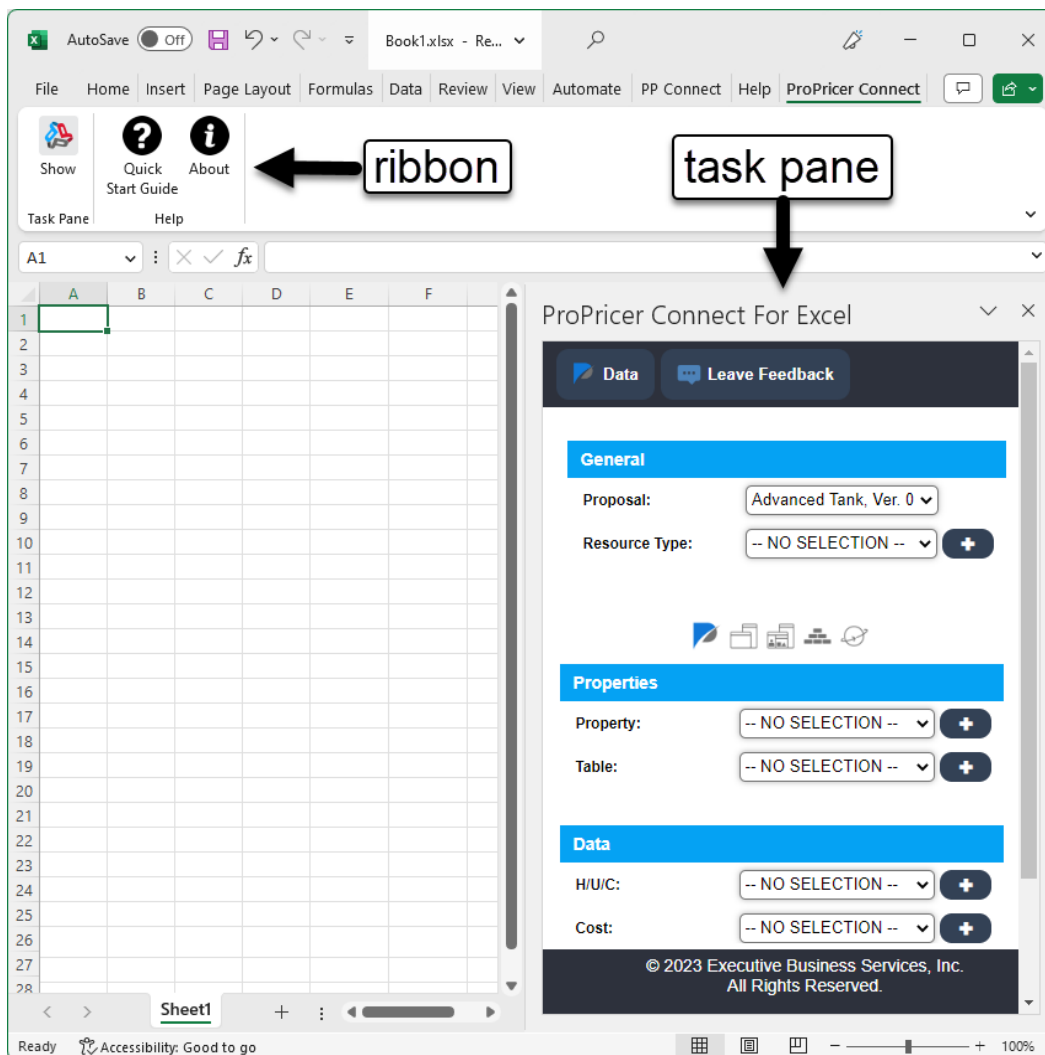 AutoSave Off Book1.xlsx - Re...
File Home Insert Page Layout Formulas Data Review View Automate PP Connect Help ProPricer Connect
Show
Quick
Start Guide
About
Task Pane
Help
ribbon
task pane
A1
fx
A B C D E F
1
2
3
4
5
6
7
8
9
10
11
12
13
14
15
16
17
18
19
20
21
22
23
24
25
26
27
28
ProPricer Connect For Excel
Data Leave Feedback
General
Proposal: Advanced Tank, Ver. 0
Resource Type: -- NO SELECTION --
Properties
Property: -- NO SELECTION --
Table: -- NO SELECTION --
Data
H/U/C: -- NO SELECTION --
Cost: -- NO SELECTION --
© 2023 Executive Business Services, Inc.
All Rights Reserved.
Sheet1
Ready Accessibility: Good to go 100%